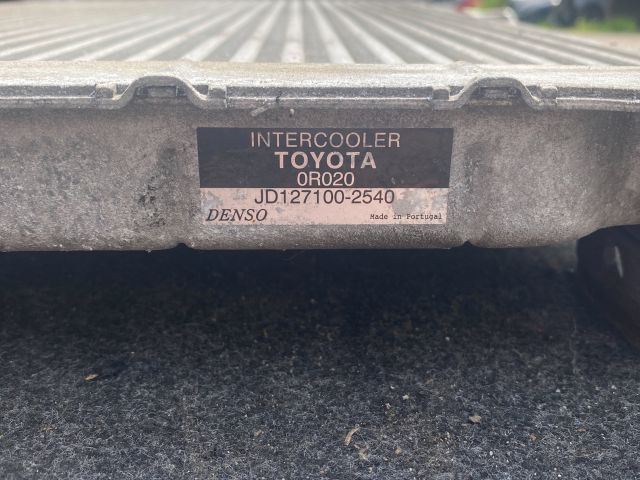 INTERCOOLER
TOYOTA
0R020
JD127100-2540
DENSO Made in Portugal